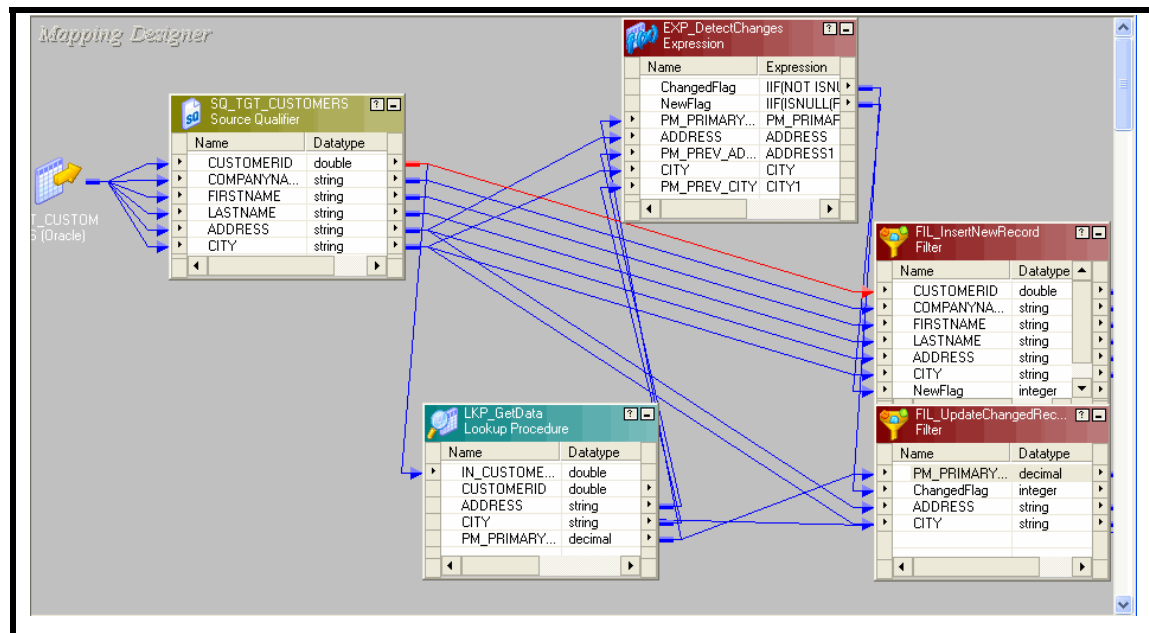 Mapping Designer
EXP_DetectChanges
Expression
Name Expression
ChangedFlag IIF(NOT ISNU
NewFlag IIF(ISNULL(F
PM_PRIMARY... PM_PRIMAF
ADDRESS ADDRESS
PM_PREV_AD... ADDRESS1
CITY CITY
PM_PREV_CITY CITY1
SQ_TGT_CUSTOMERS
Source Qualifier
Name Datatype
CUSTOMERID double
COMPANYNA... string
FIRSTNAME string
LASTNAME string
ADDRESS string
CITY string
T_CUSTOM
S (Oracle)
FIL_InsertNewRecord
Filter
Name Datatype
CUSTOMERID double
COMPANYNA... string
FIRSTNAME string
LASTNAME string
ADDRESS string
CITY string
NewFlag integer
LKP_GetData
Lookup Procedure
Name Datatype
IN_CUSTOME... double
CUSTOMERID double
ADDRESS string
CITY string
PM_PRIMARY... decimal
FIL_UpdateChangedRec...
Filter
Name Datatype
PM_PRIMARY... decimal
ChangedFlag integer
ADDRESS string
CITY string